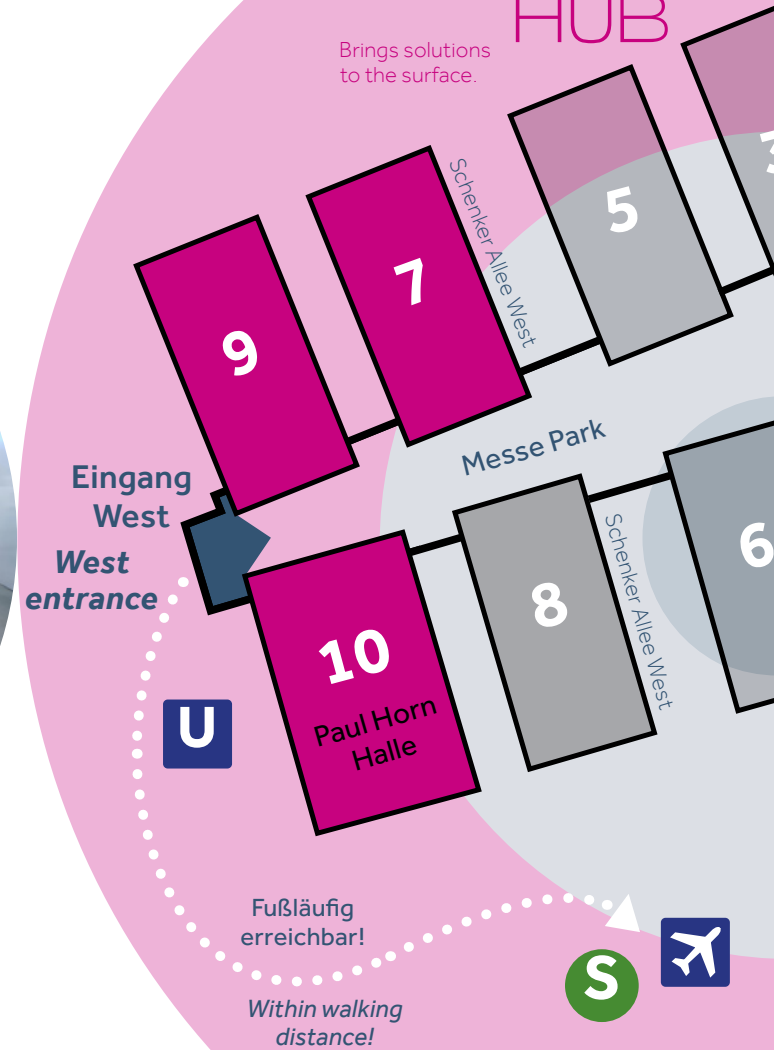 HUB
Brings solutions
to the surface.
3
5
Schenker Allee West
7
9
Messe Park
Eingang
West
West
entrance
6
8
Schenker Allee West
10
Paul Horn
Halle
U
Fußläufig
erreichbar!
S
Within walking
distance!